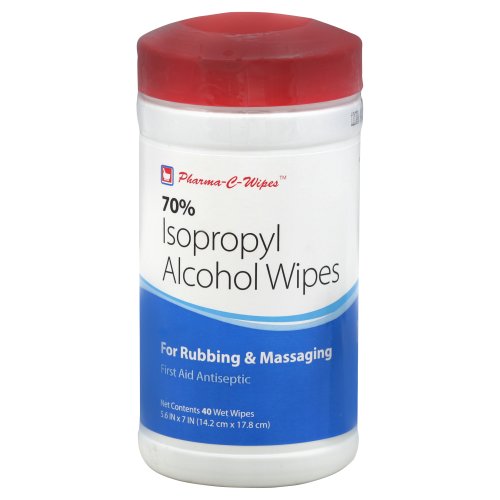 Pharma-C-Wipes™
70%
Isopropyl
Alcohol Wipes
For Rubbing & Massaging
First Aid Antiseptic
Net Contents 40 Wet Wipes
5.6 IN x 7 IN (14.2 cm x 17.8 cm)